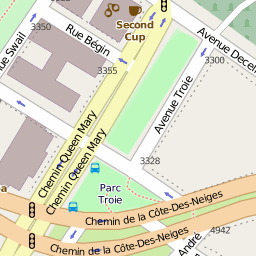 Second
Cup
3350
Rue Bégin
Avenue Troie
Avenue Decel
3300
3355
ue Swail
Chemin Queen Mary
Chemin Queen Mary
3328
Parc
Troie
Chemin de la Côte-Des-Neiges
Chemin de la Côte-Des-Neiges
4942
André
a